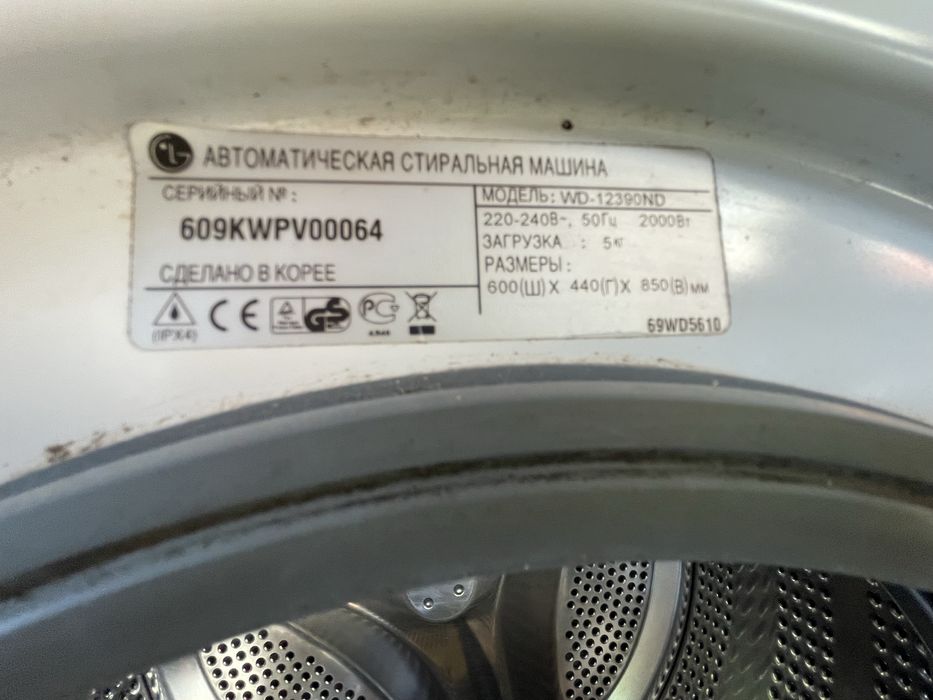 LG АВТОМАТИЧЕСКАЯ СТИРАЛЬНАЯ МАШИНА
СЕРИЙНЫЙ № :
609KWPV00064
СДЕЛАНО В КОРЕЕ
МОДЕЛЬ: WD-12390ND
220-240В~, 50Гц 2000Вт
ЗАГРУЗКА : 5кг
РАЗМЕРЫ :
600(Ш) X 440(Г) X 850(В) мм
(IPX4)
CE
GS
РС
69WD5610